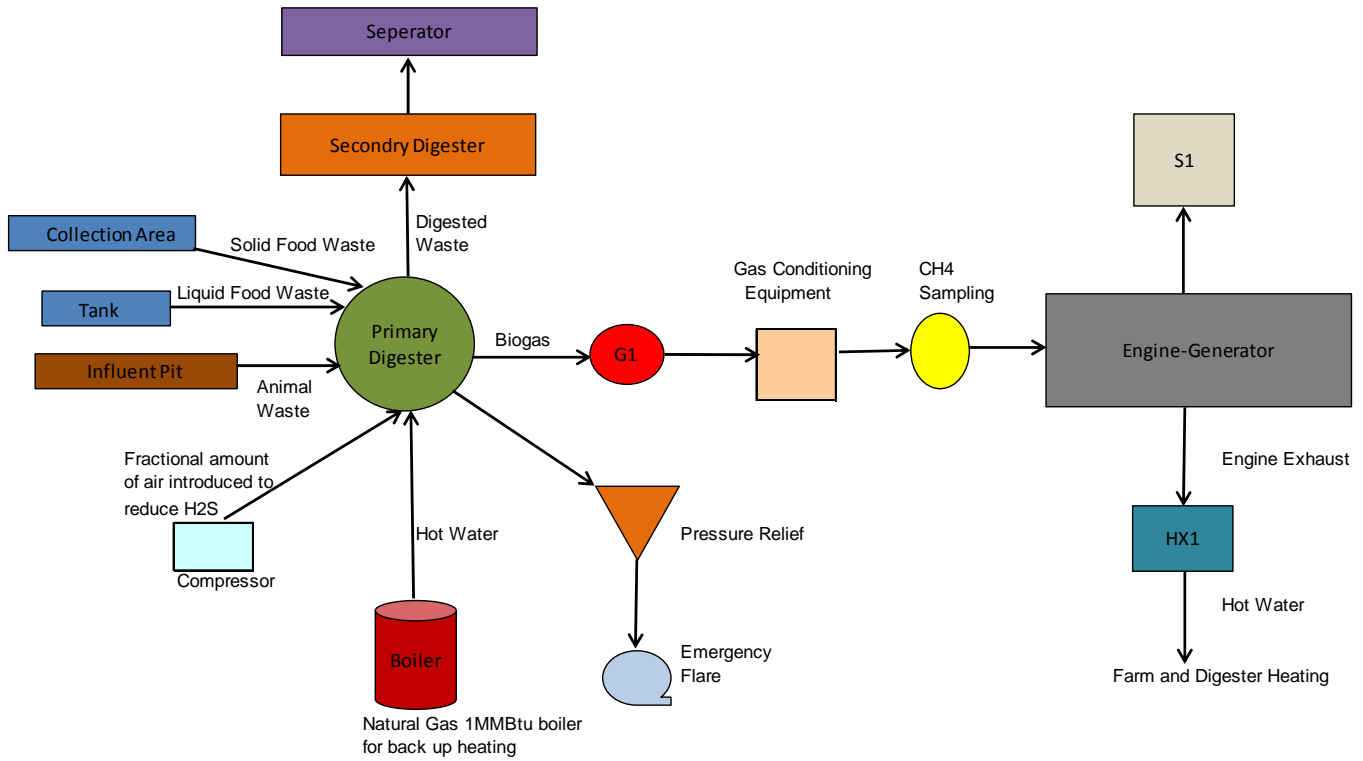 Seperator
Secondry Digester
Digested
Waste
Collection Area
Solid Food Waste
Tank
Liquid Food Waste
Influent Pit
Animal
Waste
Primary
Digester
Biogas
G1
Gas Conditioning
Equipment
CH4
Sampling
Engine-Generator
S1
Engine Exhaust
HX1
Hot Water
Farm and Digester Heating
Fractional amount
of air introduced to
reduce H2S
Compressor
Hot Water
Boiler
Natural Gas 1MMBtu boiler
for back up heating
Pressure Relief
Emergency
Flare